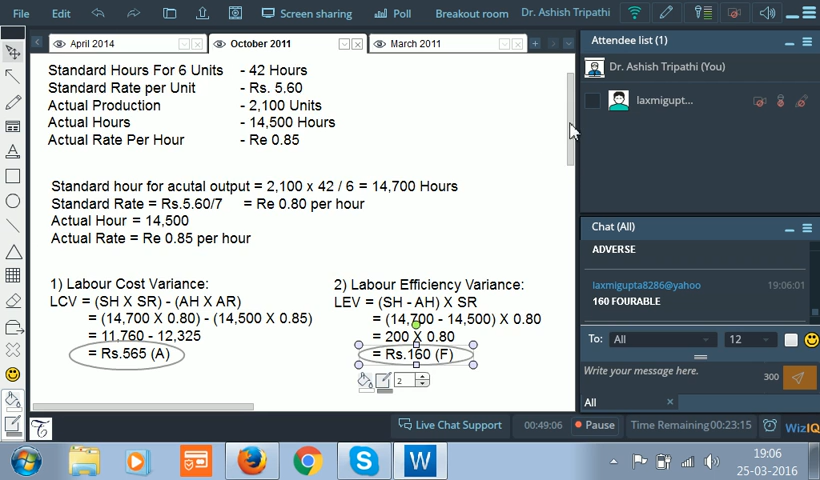 File Edit Screen sharing Poll Breakout room Dr. Ashish Tripathi
April 2014 October 2011 March 2011
Standard Hours For 6 Units - 42 Hours
Standard Rate per Unit - Rs. 5.60
Actual Production - 2,100 Units
Actual Hours - 14,500 Hours
Actual Rate Per Hour - Re 0.85
Standard hour for acutal output = 2,100 x 42 / 6 = 14,700 Hours
Standard Rate = Rs.5.60/7 = Re 0.80 per hour
Actual Hour = 14,500
Actual Rate = Re 0.85 per hour
1) Labour Cost Variance:
LCV = (SH X SR) - (AH X AR)
= (14,700 X 0.80) - (14,500 X 0.85)
= 11,760 - 12,325
= Rs.565 (A)
2) Labour Efficiency Variance:
LEV = (SH - AH) X SR
= (14,700 - 14,500) X 0.80
= 200 X 0.80
= Rs.160 (F)
2
Attendee list (1)
Dr. Ashish Tripathi (You)
laxmigupt...
Chat (All)
ADVERSE
laxmigupta8286@yahoo 19:06:01
160 FOURABLE
To: All 12
Write your message here. 300
All
Live Chat Support 00:49:06 Pause Time Remaining 00:23:15 WizIQ
19:06
25-03-2016